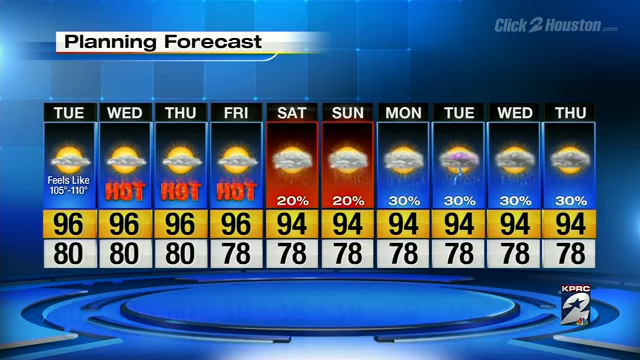 Click2Houston.com
Planning Forecast
TUE WED THU FRI SAT SUN MON TUE WED THU
Feels Like
105°-110°
HOT HOT HOT
20% 20% 30% 30% 30% 30%
96 96 96 96 94 94 94 94 94 94
80 80 80 78 78 78 78 78 78 78
KPRC
2